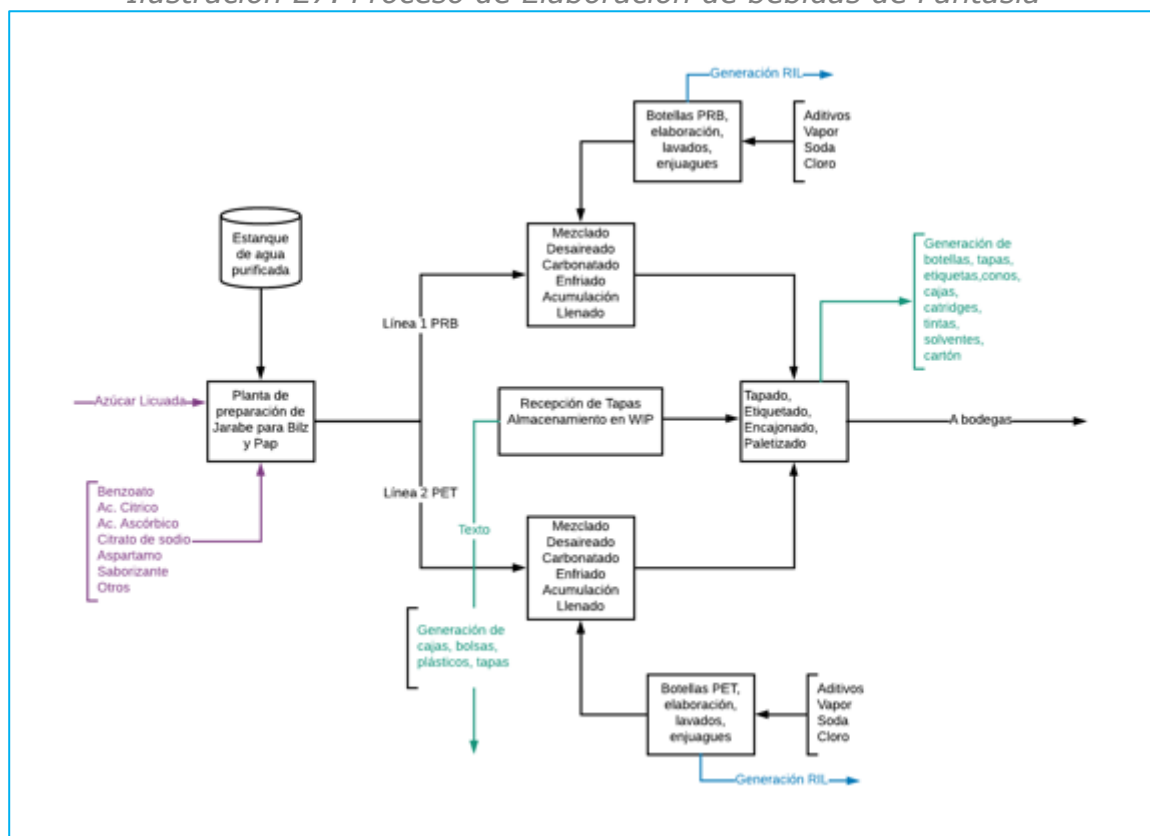 Ilustración 27. Proceso de Elaboración de bebidas de Fantasía
Generación RIL
Botellas PRB,
elaboración,
lavados,
enjuagues
Aditivos
Vapor
Soda
Cloro
Estanque
de agua
purificada
Mezclado
Desaireado
Carbonatado
Enfriado
Acumulación
Llenado
Generación de
botellas, tapas,
etiquetas,conos,
cajas,
catridges,
tintas,
solventes,
cartón
Línea 1 PRB
Azúcar Licuada
Planta de
preparación de
Jarabe para Bilz
y Pap
Recepción de Tapas
Almacenamiento en WIP
Tapado,
Etiquetado,
Encajonado,
Paletizado
A bodegas
Línea 2 PET
Benzoato
Ac. Cítrico
Ac. Ascórbico
Citrato de sodio
Aspartamo
Saborizante
Otros
Texto
Mezclado
Desaireado
Carbonatado
Enfriado
Acumulación
Llenado
Generación de
cajas, bolsas,
plásticos, tapas
Botellas PET,
elaboración,
lavados,
enjuagues
Aditivos
Vapor
Soda
Cloro
Generación RIL